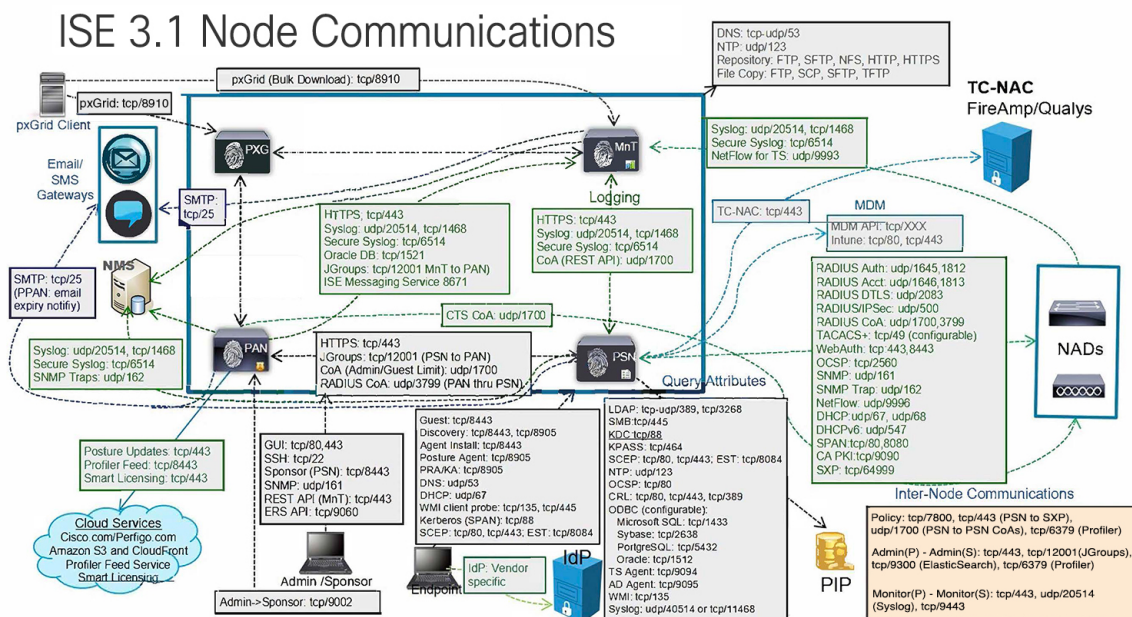 ISE 3.1 Node Communications
DNS: tcp-udp/53
NTP: udp/123
Repository: FTP, SFTP, NFS, HTTP, HTTPS
File Copy: FTP, SCP, SFTP, TFTP
pxGrid (Bulk Download): tcp/8910
pxGrid: tcp/8910
pxGrid Client
TC-NAC
FireAmp/Qualys
PXG
MnT
Syslog: udp/20514, tcp/1468
Secure Syslog: tcp/6514
NetFlow for TS: udp/9993
Email/
SMS
Gateways
SMTP:
tcp/25
Logging
HTTPS, tcp/443
Syslog: udp/20514, tcp/1468
Secure Syslog: tcp/6514
Oracle DB: tcp/1521
JGroups: tcp/12001 MnT to PAN)
ISE Messaging Service 8671
HTTPS: tcp/443
Syslog: udp/20514, tcp/1468
Secure Syslog: tcp/6514
CoA (REST API): udp/1700
TC-NAC: tcp/443
MDM
MDM API: tcp/XXX
Intune: tcp/80, tcp/443
NMS
SMTP: tcp/25
(PPAN: email
expiry notifiy)
RADIUS Auth: udp/1645,1812
RADIUS Acct: udp/1646,1813
RADIUS DTLS: udp/2083
RADIUS/IPSec: udp/500
RADIUS CoA: udp/1700,3799
TACACS+: tcp/49 (configurable)
WebAuth: tcp 443,8443
OCSP: tcp/2560
SNMP: udp/161
SNMP Trap: udp/162
NetFlow: udp/9996
DHCP:udp/67, udp/68
DHCPv6: udp/547
SPAN:tcp/80,8080
CA PKI:tcp/9090
SXP: tcp/64999
NADs
CTS CoA: udp/1700
PAN
PSN
HTTPS: tcp/443
JGroups: tcp/12001 (PSN to PAN)
CoA (Admin/Guest Limit): udp/1700
RADIUS CoA: udp/3799 (PAN thru PSN)
Syslog: udp/20514, tcp/1468
Secure Syslog: tcp/6514
SNMP Traps: udp/162
Query Attributes
Posture Updates: tcp/443
Profiler Feed: tcp/8443
Smart Licensing: tcp/443
GUI: tcp/80,443
SSH: tcp/22
Sponsor (PSN): tcp/8443
SNMP: udp/161
REST API (MnT): tcp/443
ERS API: tcp/9060
Guest: tcp/8443
Discovery: tcp/8443, tcp/8905
Agent Install: tcp/8443
Posture Agent: tcp/8905
PRA/KA: tcp/8905
DNS: udp/53
DHCP: udp/67
WMI client probe: tcp/135, tcp/445
Kerberos (SPAN): tcp/88
SCEP: tcp/80, tcp/443; EST: tcp/8084
LDAP: tcp-udp/389, tcp/3268
SMB:tcp/445
KDC:tcp/88
KPASS: tcp/464
SCEP: tcp/80, tcp/443; EST: tcp/8084
NTP: udp/123
OCSP: tcp/80
CRL: tcp/80, tcp/443, tcp/389
ODBC (configurable):
Microsoft SQL: tcp/1433
Sybase: tcp/2638
PortgreSQL: tcp/5432
Oracle: tcp/1512
TS Agent: tcp/9094
AD Agent: tcp/9095
WMI: tcp/135
Syslog: udp/40514 or tcp/11468
Cloud Services
Cisco.com/Perfigo.com
Amazon S3 and CloudFront
Profiler Feed Service
Smart Licensing
Admin /Sponsor
Admin->Sponsor: tcp/9002
Endpoint
IdP: Vendor
specific
IdP
PIP
Inter-Node Communications
Policy: tcp/7800, tcp/443 (PSN to SXP),
udp/1700 (PSN to PSN CoAs), tcp/6379 (Profiler)
Admin(P) - Admin(S): tcp/443, tcp/12001(JGroups),
tcp/9300 (ElasticSearch), tcp/6379 (Profiler)
Monitor(P) - Monitor(S): tcp/443, udp/20514
(Syslog), tcp/9443